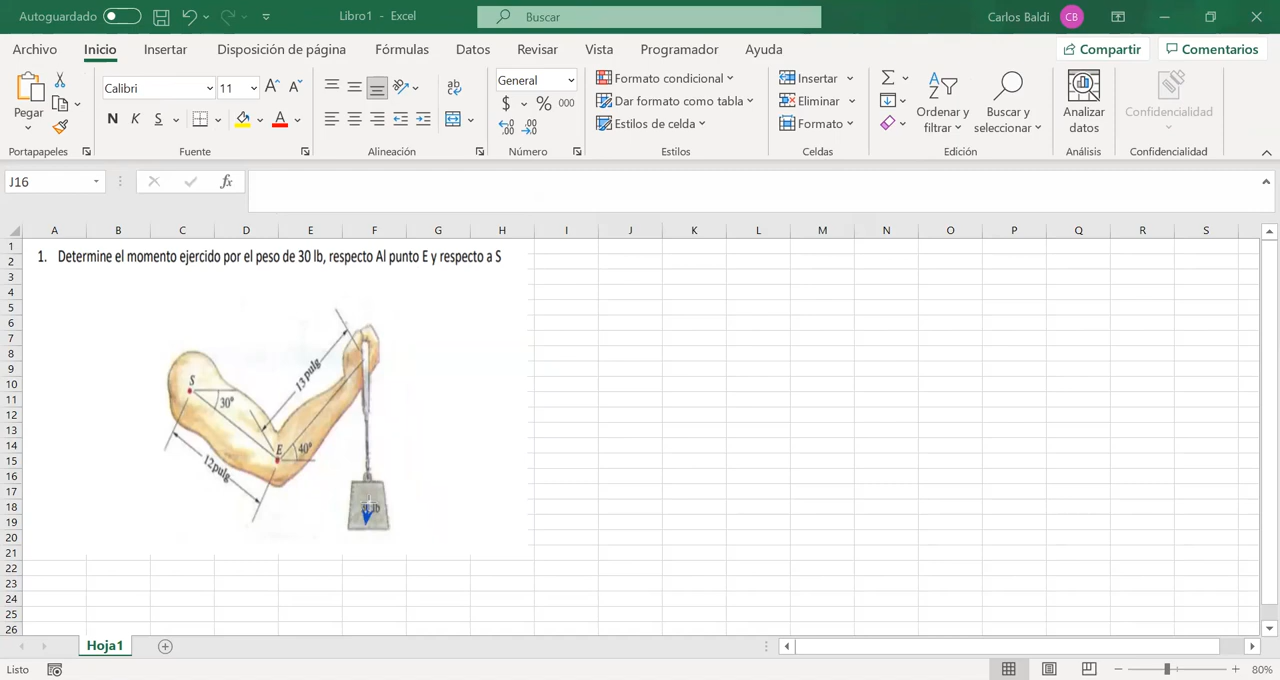 Autoguardado
Libro1 - Excel
Buscar
Carlos Baldi
CB
Archivo Inicio Insertar Disposición de página Fórmulas Datos Revisar Vista Programador Ayuda
Compartir
Comentarios
Pegar
Calibri
11
N K S
A
General
$ % 000
Formato condicional
Dar formato como tabla
Estilos de celda
Insertar
Eliminar
Formato
Ordenar y filtrar
Buscar y seleccionar
Analizar datos
Confidencialidad
Portapapeles
Fuente
Alineación
Número
Estilos
Celdas
Edición
Análisis
Confidencialidad
J16
fx
A B C D E F G H I J K L M N O P Q R S
1
2
3
4
5
6
7
8
9
10
11
12
13
14
15
16
17
18
19
20
21
22
23
24
25
26
1. Determine el momento ejercido por el peso de 30 lb, respecto Al punto E y respecto a S
13 pulg
S
30°
E
40°
12pulg
Hoja1
Listo
80%